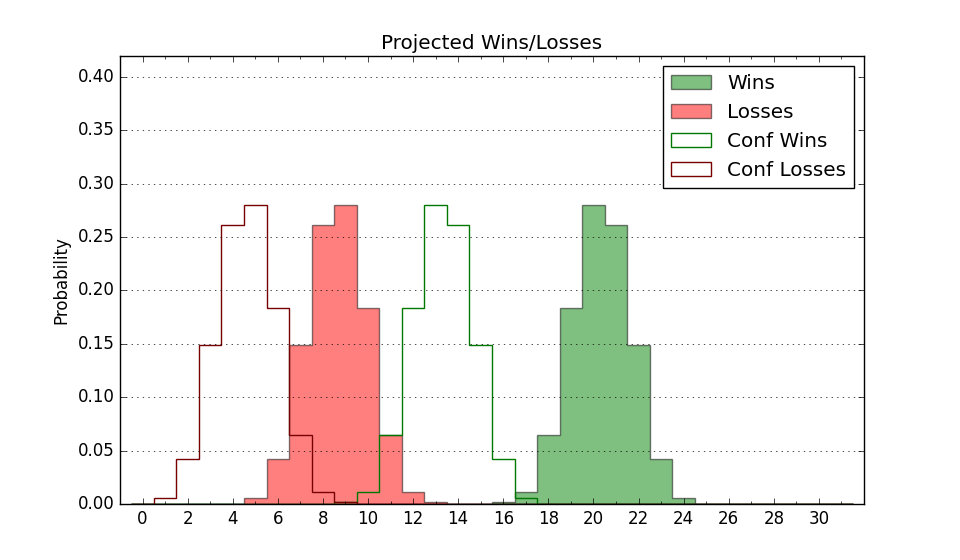 Projected Wins/Losses
Wins
Losses
Conf Wins
Conf Losses
Probability
0.40
0.35
0.30
0.25
0.20
0.15
0.10
0.05
0.00
0 2 4 6 8 10 12 14 16 18 20 22 24 26 28 30